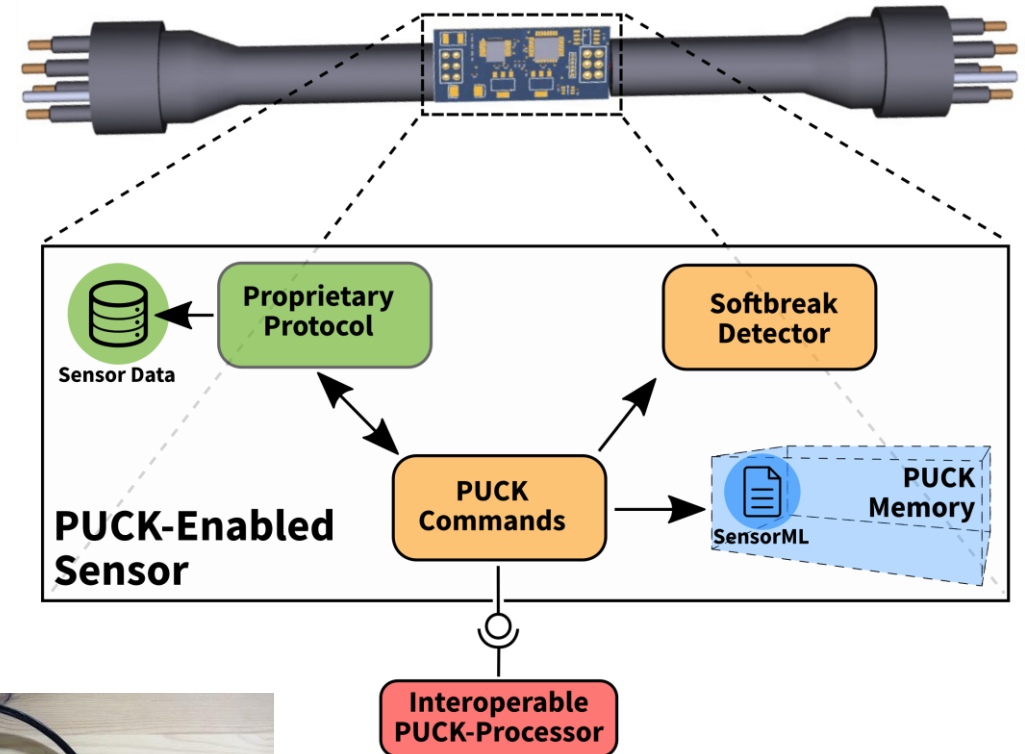 Proprietary
Protocol
Softbreak
Detector
Sensor Data
PUCK
Commands
PUCK
Memory
SensorML
PUCK-Enabled
Sensor
Interoperable
PUCK-Processor